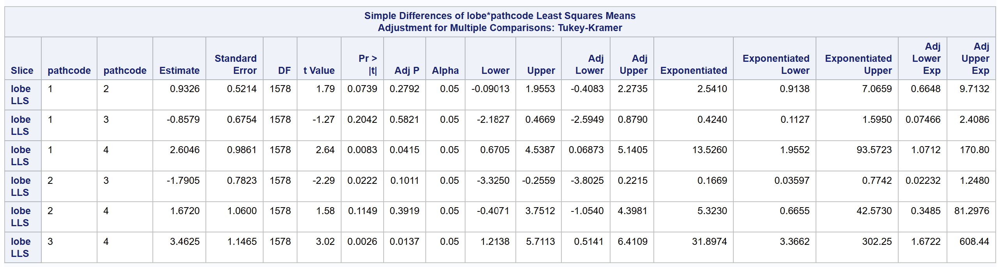 Simple Differences of lobe*pathcode Least Squares Means
Adjustment for Multiple Comparisons: Tukey-Kramer
Slice pathcode pathcode Estimate Standard Error DF t Value Pr > |t| Adj P Alpha Lower Upper Adj Lower Adj Upper Exponentiated Exponentiated Lower Exponentiated Upper Adj Lower Exp Adj Upper Exp
lobe LLS 1 2 0.9326 0.5214 1578 1.79 0.0739 0.2792 0.05 -0.09013 1.9553 -0.4083 2.2735 2.5410 0.9138 7.0659 0.6648 9.7132
lobe LLS 1 3 -0.8579 0.6754 1578 -1.27 0.2042 0.5821 0.05 -2.1827 0.4669 -2.5949 0.8790 0.4240 0.1127 1.5950 0.07466 2.4086
lobe LLS 1 4 2.6046 0.9861 1578 2.64 0.0083 0.0415 0.05 0.6705 4.5387 0.06873 5.1405 13.5260 1.9552 93.5723 1.0712 170.80
lobe LLS 2 3 -1.7905 0.7823 1578 -2.29 0.0222 0.1011 0.05 -3.3250 -0.2559 -3.8025 0.2215 0.1669 0.03597 0.7742 0.02232 1.2480
lobe LLS 2 4 1.6720 1.0600 1578 1.58 0.1149 0.3919 0.05 -0.4071 3.7512 -1.0540 4.3981 5.3230 0.6655 42.5730 0.3485 81.2976
lobe LLS 3 4 3.4625 1.1465 1578 3.02 0.0026 0.0137 0.05 1.2138 5.7113 0.5141 6.4109 31.8974 3.3662 302.25 1.6722 608.44